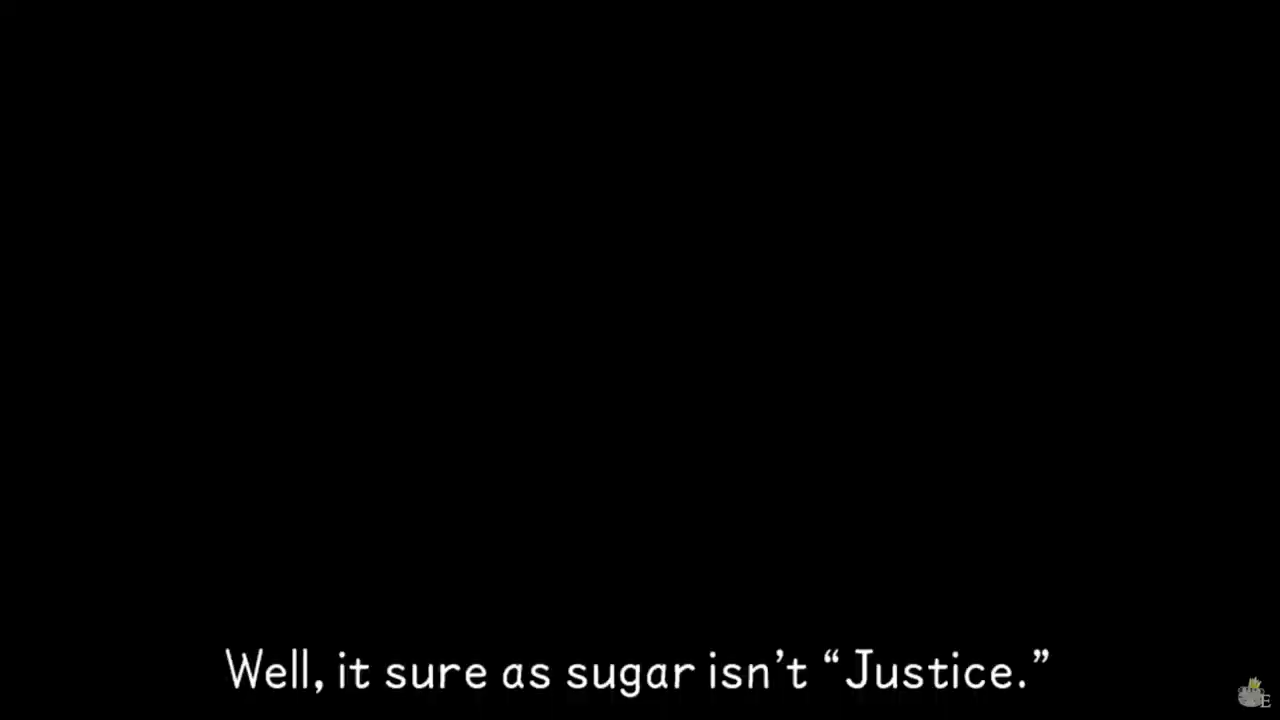 Well, it sure as sugar isn’t “Justice.”
E